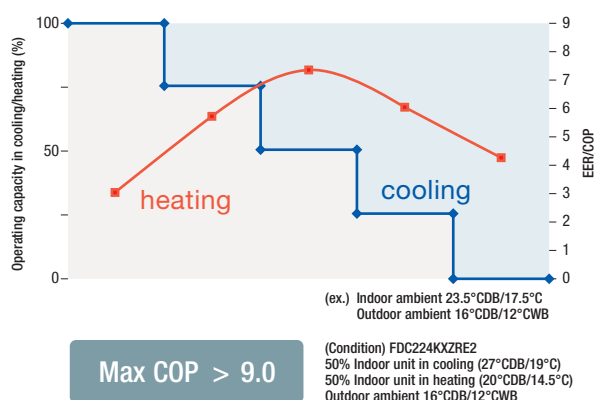 100
50
0
Operating capacity in cooling/heating (%)
9
8
7
6
5
4
3
2
1
0
EER/COP
heating
cooling
(ex.) Indoor ambient 23.5°CDB/17.5°C
Outdoor ambient 16°CDB/12°CWB
Max COP > 9.0
(Condition) FDC224KXZRE2
50% Indoor unit in cooling (27°CDB/19°C)
50% Indoor unit in heating (20°CDB/14.5°C)
Outdoor ambient 16°CDB/12°CWB